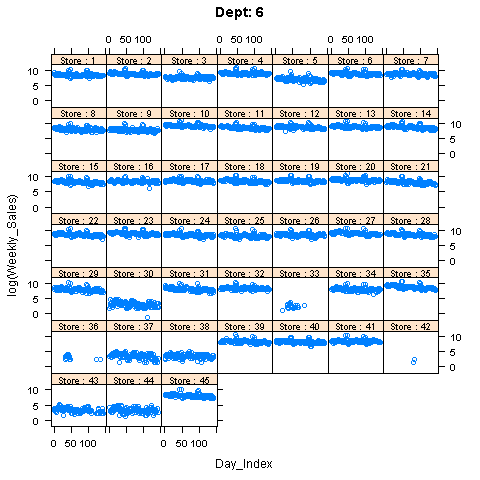 Dept: 6
0 50 100 0 50 100 0 50 100
Store : 1 Store : 2 Store : 3 Store : 4 Store : 5 Store : 6 Store : 7
10
5
0
Store : 8 Store : 9 Store : 10 Store : 11 Store : 12 Store : 13 Store : 14
10
5
0
Store : 15 Store : 16 Store : 17 Store : 18 Store : 19 Store : 20 Store : 21
10
5
0
Store : 22 Store : 23 Store : 24 Store : 25 Store : 26 Store : 27 Store : 28
10
5
0
Store : 29 Store : 30 Store : 31 Store : 32 Store : 33 Store : 34 Store : 35
10
5
0
Store : 36 Store : 37 Store : 38 Store : 39 Store : 40 Store : 41 Store : 42
10
5
0
Store : 43 Store : 44 Store : 45
10
5
0
0 50 100 0 50 100
log(Weekly_Sales)
Day_Index